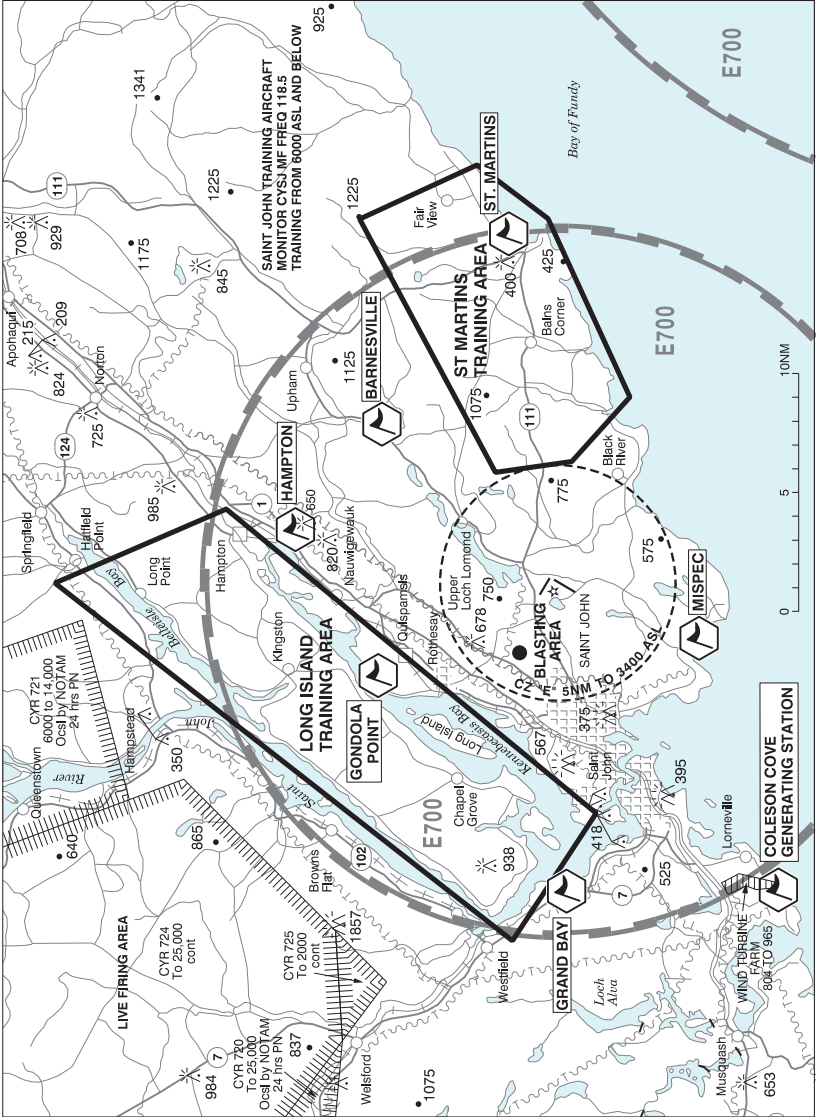 LIVE FIRING AREA
CYR 724
To 25,000
cont
CYR 720
To 25,000
Ocsl by NOTAM
24 hrs PN
984
7
837
CYR 725
To 2000
cont
1857
Welsford
1075
640
865
Queenstown
River
CYR 721
6000 to 14,000
Ocsl by NOTAM
24 hrs PN
Hampstead
350
John
Saint
Browns
Flat
102
Springfield
Hatfield
Point
Bay
Belleisle
Long
Point
985
124
725
Norton
Apohaqui
215
824
209
708
929
111
1175
845
1341
1225
925
Kingston
Hampton
1
HAMPTON
650
820
Nauwigewauk
LONG ISLAND
TRAINING AREA
GONDOLA
POINT
Quispamsis
Rothesay
Long Island
Kennebecasis Bay
E700
Chapel
Grove
938
Westfield
GRAND BAY
Loch
Alva
418
567
Saint
John
375
395
7
525
Lorneville
Musquash
653
WIND TURBINE
FARM
804 TO 965
COLESON COVE
GENERATING STATION
Upham
1125
BARNESVILLE
SAINT JOHN TRAINING AIRCRAFT
MONITOR CYSJ MF FREQ 118.5
TRAINING FROM 6000 ASL AND BELOW
1225
Fair
View
ST. MARTINS
ST MARTINS
TRAINING AREA
1075
400
425
Bains
Corner
111
Black
River
775
Upper
Loch Lomond
750
678
BLASTING
AREA
SAINT JOHN
CZ "E" 5NM TO 3400 ASL
575
MISPEC
Bay of Fundy
E700
E700
0
5
10NM